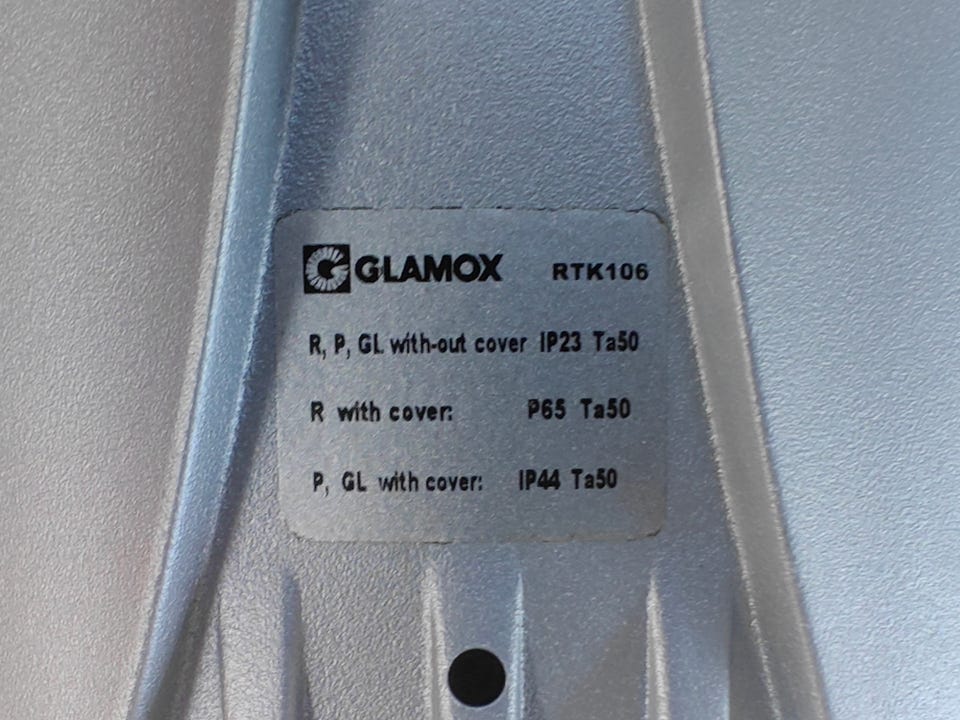 GLAMOX RTK106
R, P, GL with-out cover IP23 Ta50
R with cover: P65 Ta50
P, GL with cover: IP44 Ta50